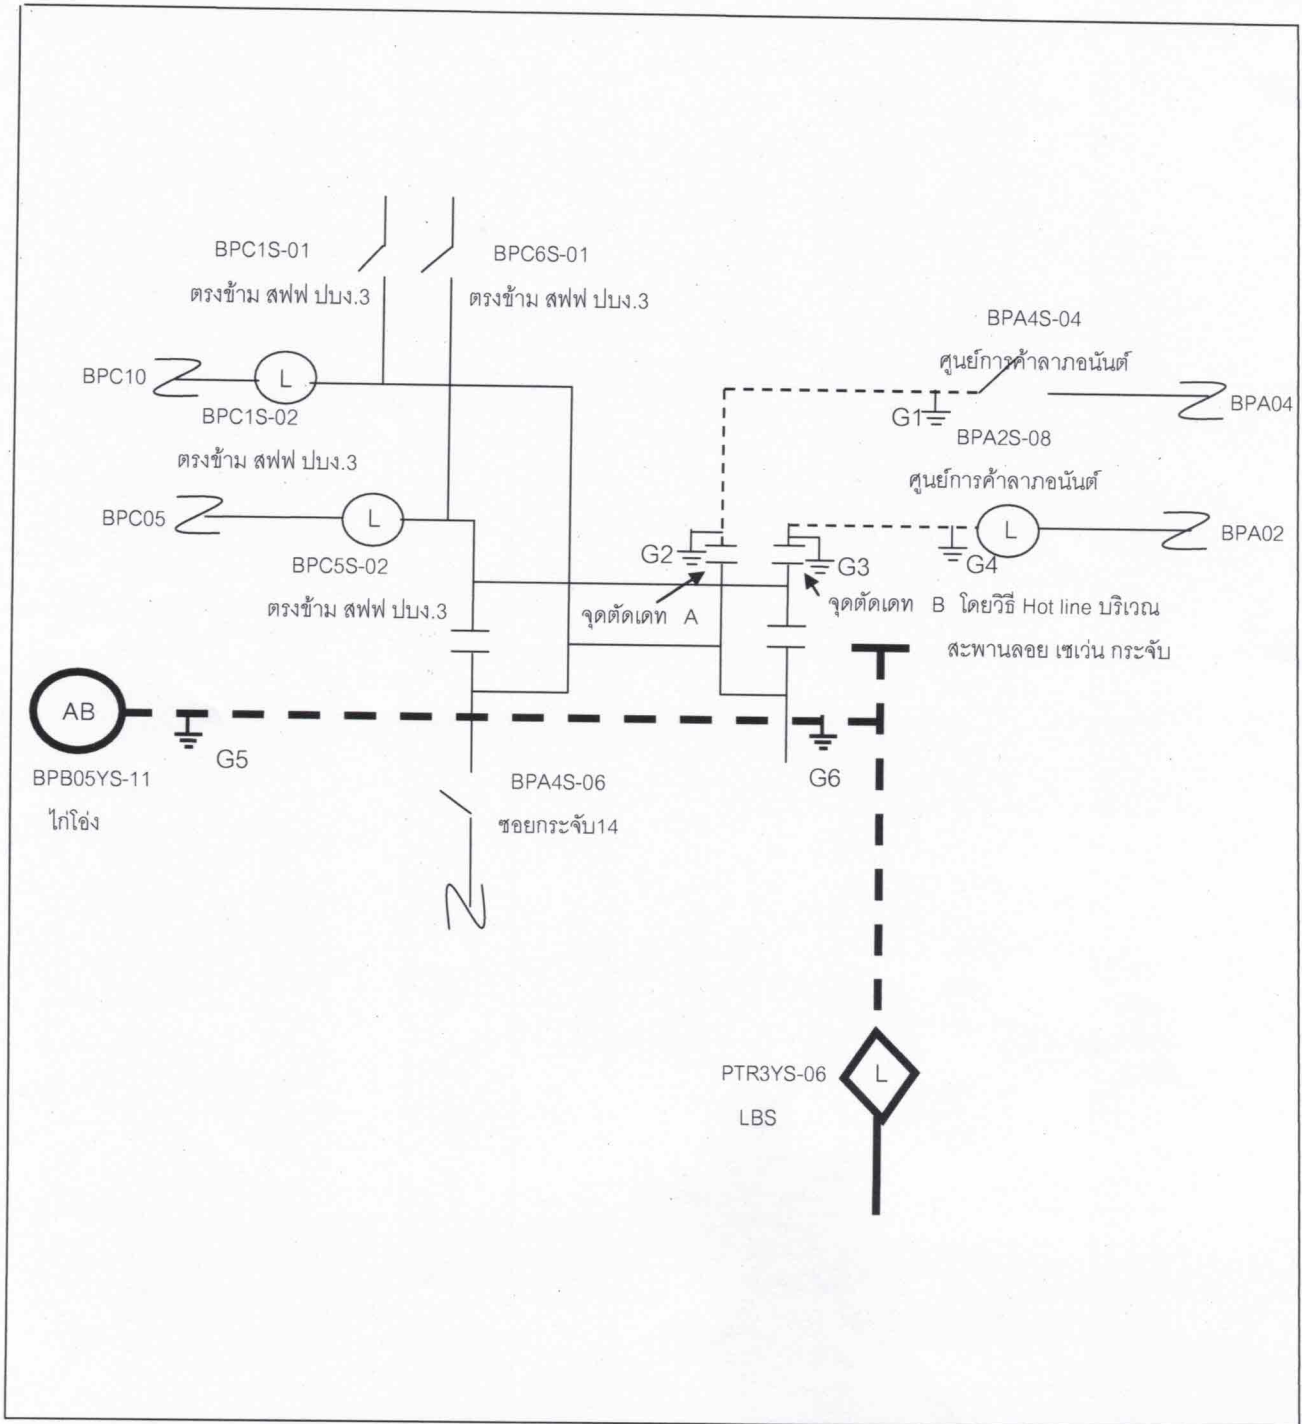 BPC1S-01
ตรงข้าม สฟฟ ปบง.3
BPC6S-01
ตรงข้าม สฟฟ ปบง.3
BPA4S-04
ศูนย์การค้าลาภอนันต์
BPC10
L
BPC1S-02
ตรงข้าม สฟฟ ปบง.3
G1
BPA04
BPA2S-08
ศูนย์การค้าลาภอนันต์
BPC05
L
BPC5S-02
ตรงข้าม สฟฟ ปบง.3
L
BPA02
G2
G3
G4
จุดตัดเดท A
จุดตัดเดท B โดยวิธี Hot line บริเวณ
สะพานลอย เซเว่น กระจับ
AB
BPB05YS-11
ไก่โอ่ง
G5
G6
BPA4S-06
ซอยกระจับ14
PTR3YS-06
LBS
L